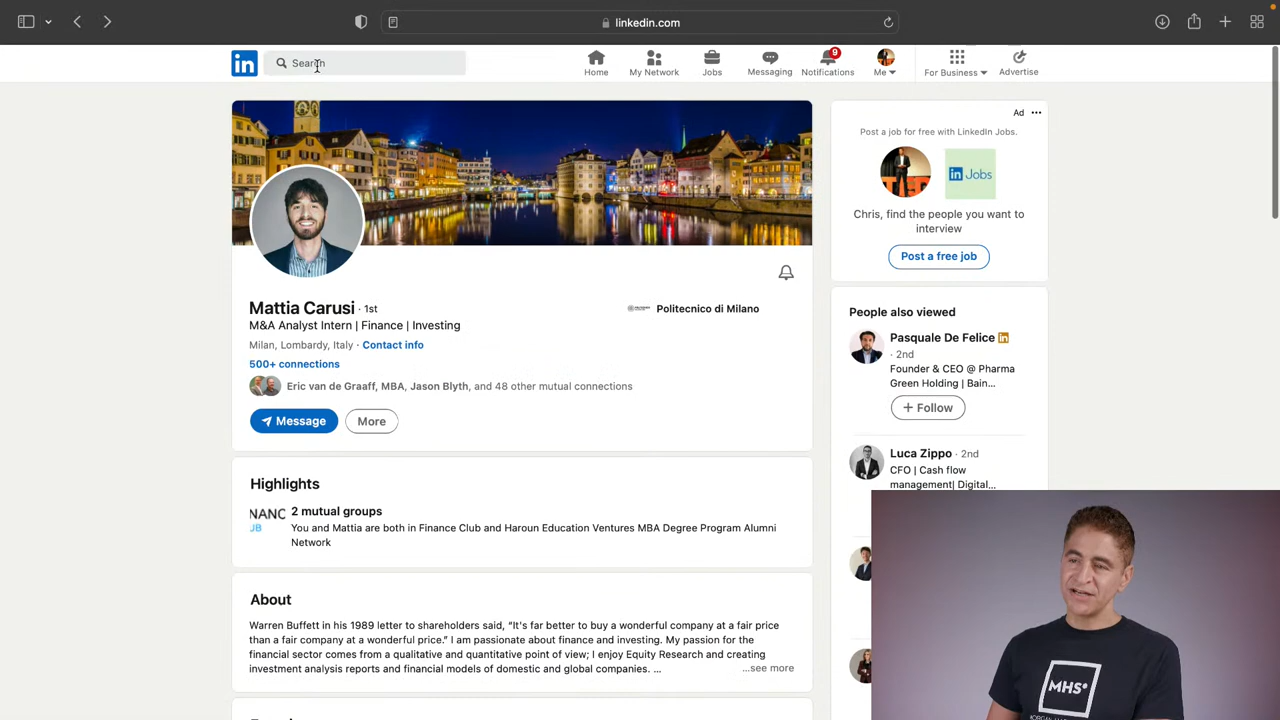 linkedin.com
in
Search
Home
My Network
Jobs
Messaging
9
Notifications
Me
For Business
Advertise
Ad
Post a job for free with LinkedIn Jobs.
in Jobs
Chris, find the people you want to
interview
Post a free job
Mattia Carusi · 1st
Politecnico di Milano
M&A Analyst Intern | Finance | Investing
Milan, Lombardy, Italy · Contact info
500+ connections
Eric van de Graaff, MBA, Jason Blyth, and 48 other mutual connections
Message
More
People also viewed
Pasquale De Felice in
· 2nd
Founder & CEO @ Pharma
Green Holding | Bain...
+ Follow
Luca Zippo · 2nd
CFO | Cash flow
management| Digital...
Highlights
2 mutual groups
You and Mattia are both in Finance Club and Haroun Education Ventures MBA Degree Program Alumni
Network
About
Warren Buffett in his 1989 letter to shareholders said, "It's far better to buy a wonderful company at a fair price
than a fair company at a wonderful price." I am passionate about finance and investing. My passion for the
financial sector comes from a qualitative and quantitative point of view; I enjoy Equity Research and creating
investment analysis reports and financial models of domestic and global companies. ...
...see more
MHS